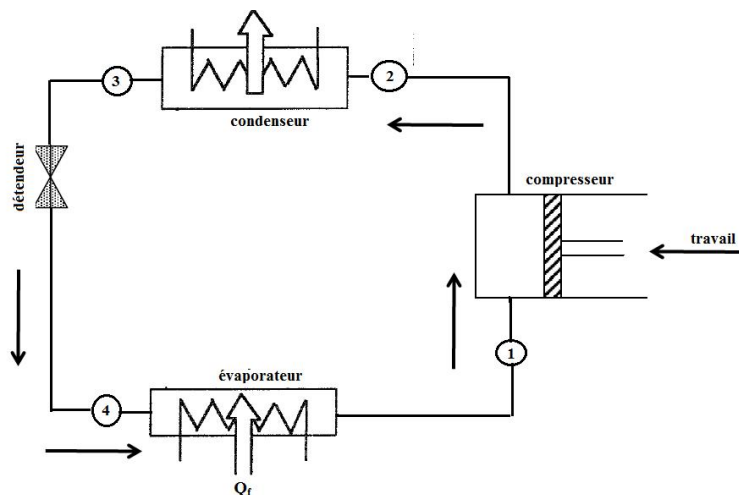 3
2
condenseur
détendeur
compresseur
travail
1
évaporateur
4
Qf